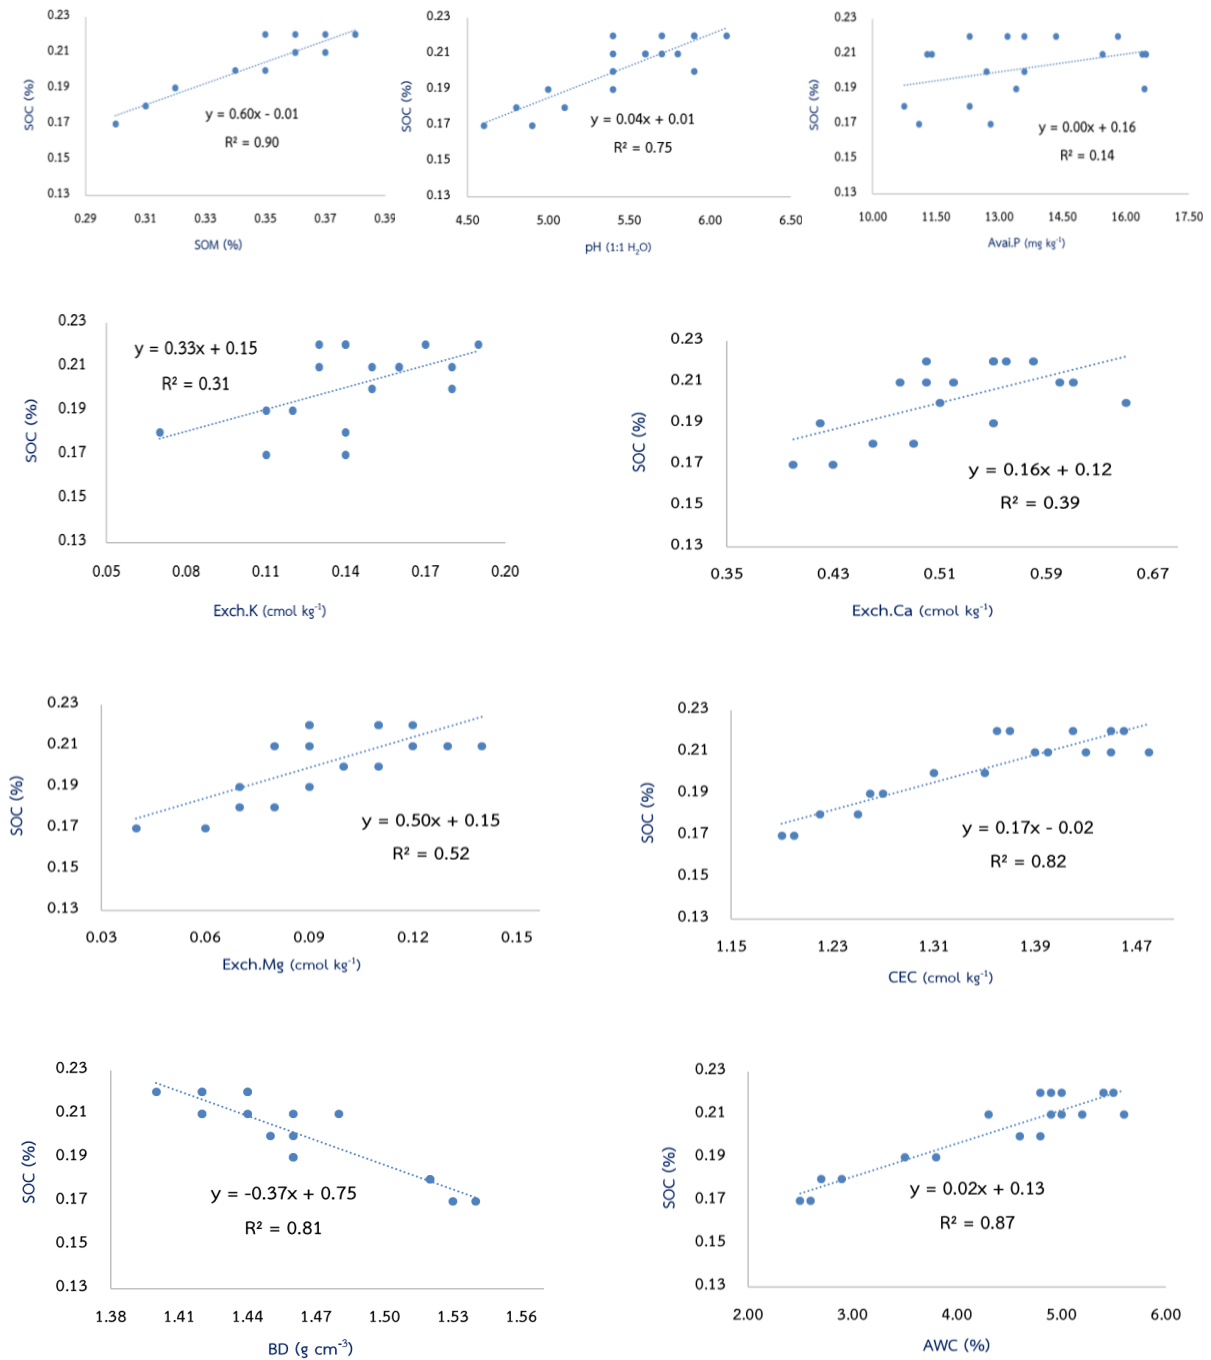 0.23
0.21
0.19
0.17
0.15
0.13
SOC (%)
y = 0.60x - 0.01
R² = 0.90
0.29 0.31 0.33 0.35 0.37 0.39
SOM (%)
0.23
0.21
0.19
0.17
0.15
0.13
SOC (%)
y = 0.04x + 0.01
R² = 0.75
4.50 5.00 5.50 6.00 6.50
pH (1:1 H₂O)
0.23
0.21
0.19
0.17
0.15
0.13
SOC (%)
y = 0.00x + 0.16
R² = 0.14
10.00 11.50 13.00 14.50 16.00 17.50
Avai.P (mg kg⁻¹)
0.23
0.21
0.19
0.17
0.15
0.13
SOC (%)
y = 0.33x + 0.15
R² = 0.31
0.05 0.08 0.11 0.14 0.17 0.20
Exch.K (cmol kg⁻¹)
0.23
0.21
0.19
0.17
0.15
0.13
SOC (%)
y = 0.16x + 0.12
R² = 0.39
0.35 0.43 0.51 0.59 0.67
Exch.Ca (cmol kg⁻¹)
0.23
0.21
0.19
0.17
0.15
0.13
SOC (%)
y = 0.50x + 0.15
R² = 0.52
0.03 0.06 0.09 0.12 0.15
Exch.Mg (cmol kg⁻¹)
0.23
0.21
0.19
0.17
0.15
0.13
SOC (%)
y = 0.17x - 0.02
R² = 0.82
1.15 1.23 1.31 1.39 1.47
CEC (cmol kg⁻¹)
0.23
0.21
0.19
0.17
0.15
0.13
SOC (%)
y = -0.37x + 0.75
R² = 0.81
1.38 1.41 1.44 1.47 1.50 1.53 1.56
BD (g cm⁻³)
0.23
0.21
0.19
0.17
0.15
0.13
SOC (%)
y = 0.02x + 0.13
R² = 0.87
2.00 3.00 4.00 5.00 6.00
AWC (%)